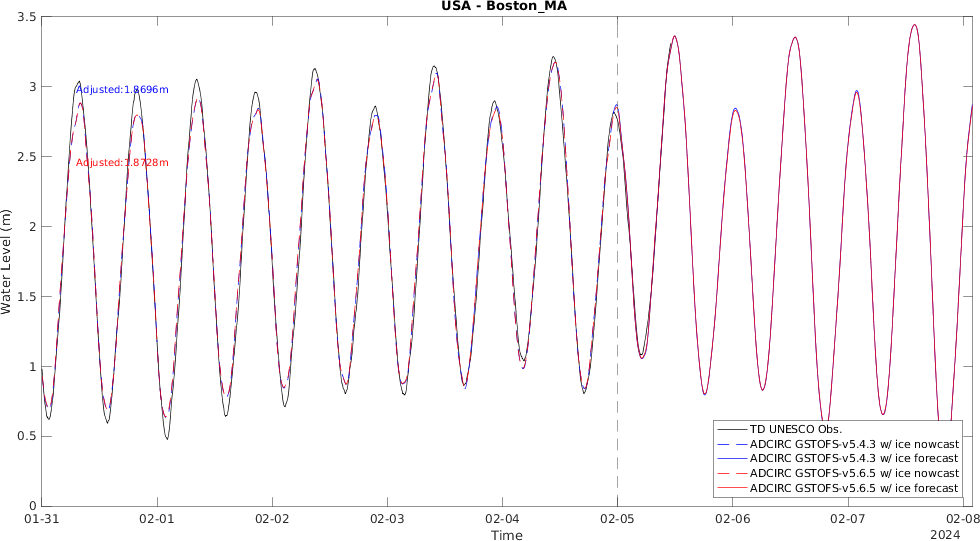 USA - Boston_MA
3.5
3
2.5
2
1.5
1
0.5
0
Water Level (m)
Adjusted:1.8696m
Adjusted:1.8728m
TD UNESCO Obs.
ADCIRC GSTOFS-v5.4.3 w/ ice nowcast
ADCIRC GSTOFS-v5.4.3 w/ ice forecast
ADCIRC GSTOFS-v5.6.5 w/ ice nowcast
ADCIRC GSTOFS-v5.6.5 w/ ice forecast
01-31 02-01 02-02 02-03 02-04 02-05 02-06 02-07 02-08
Time
2024